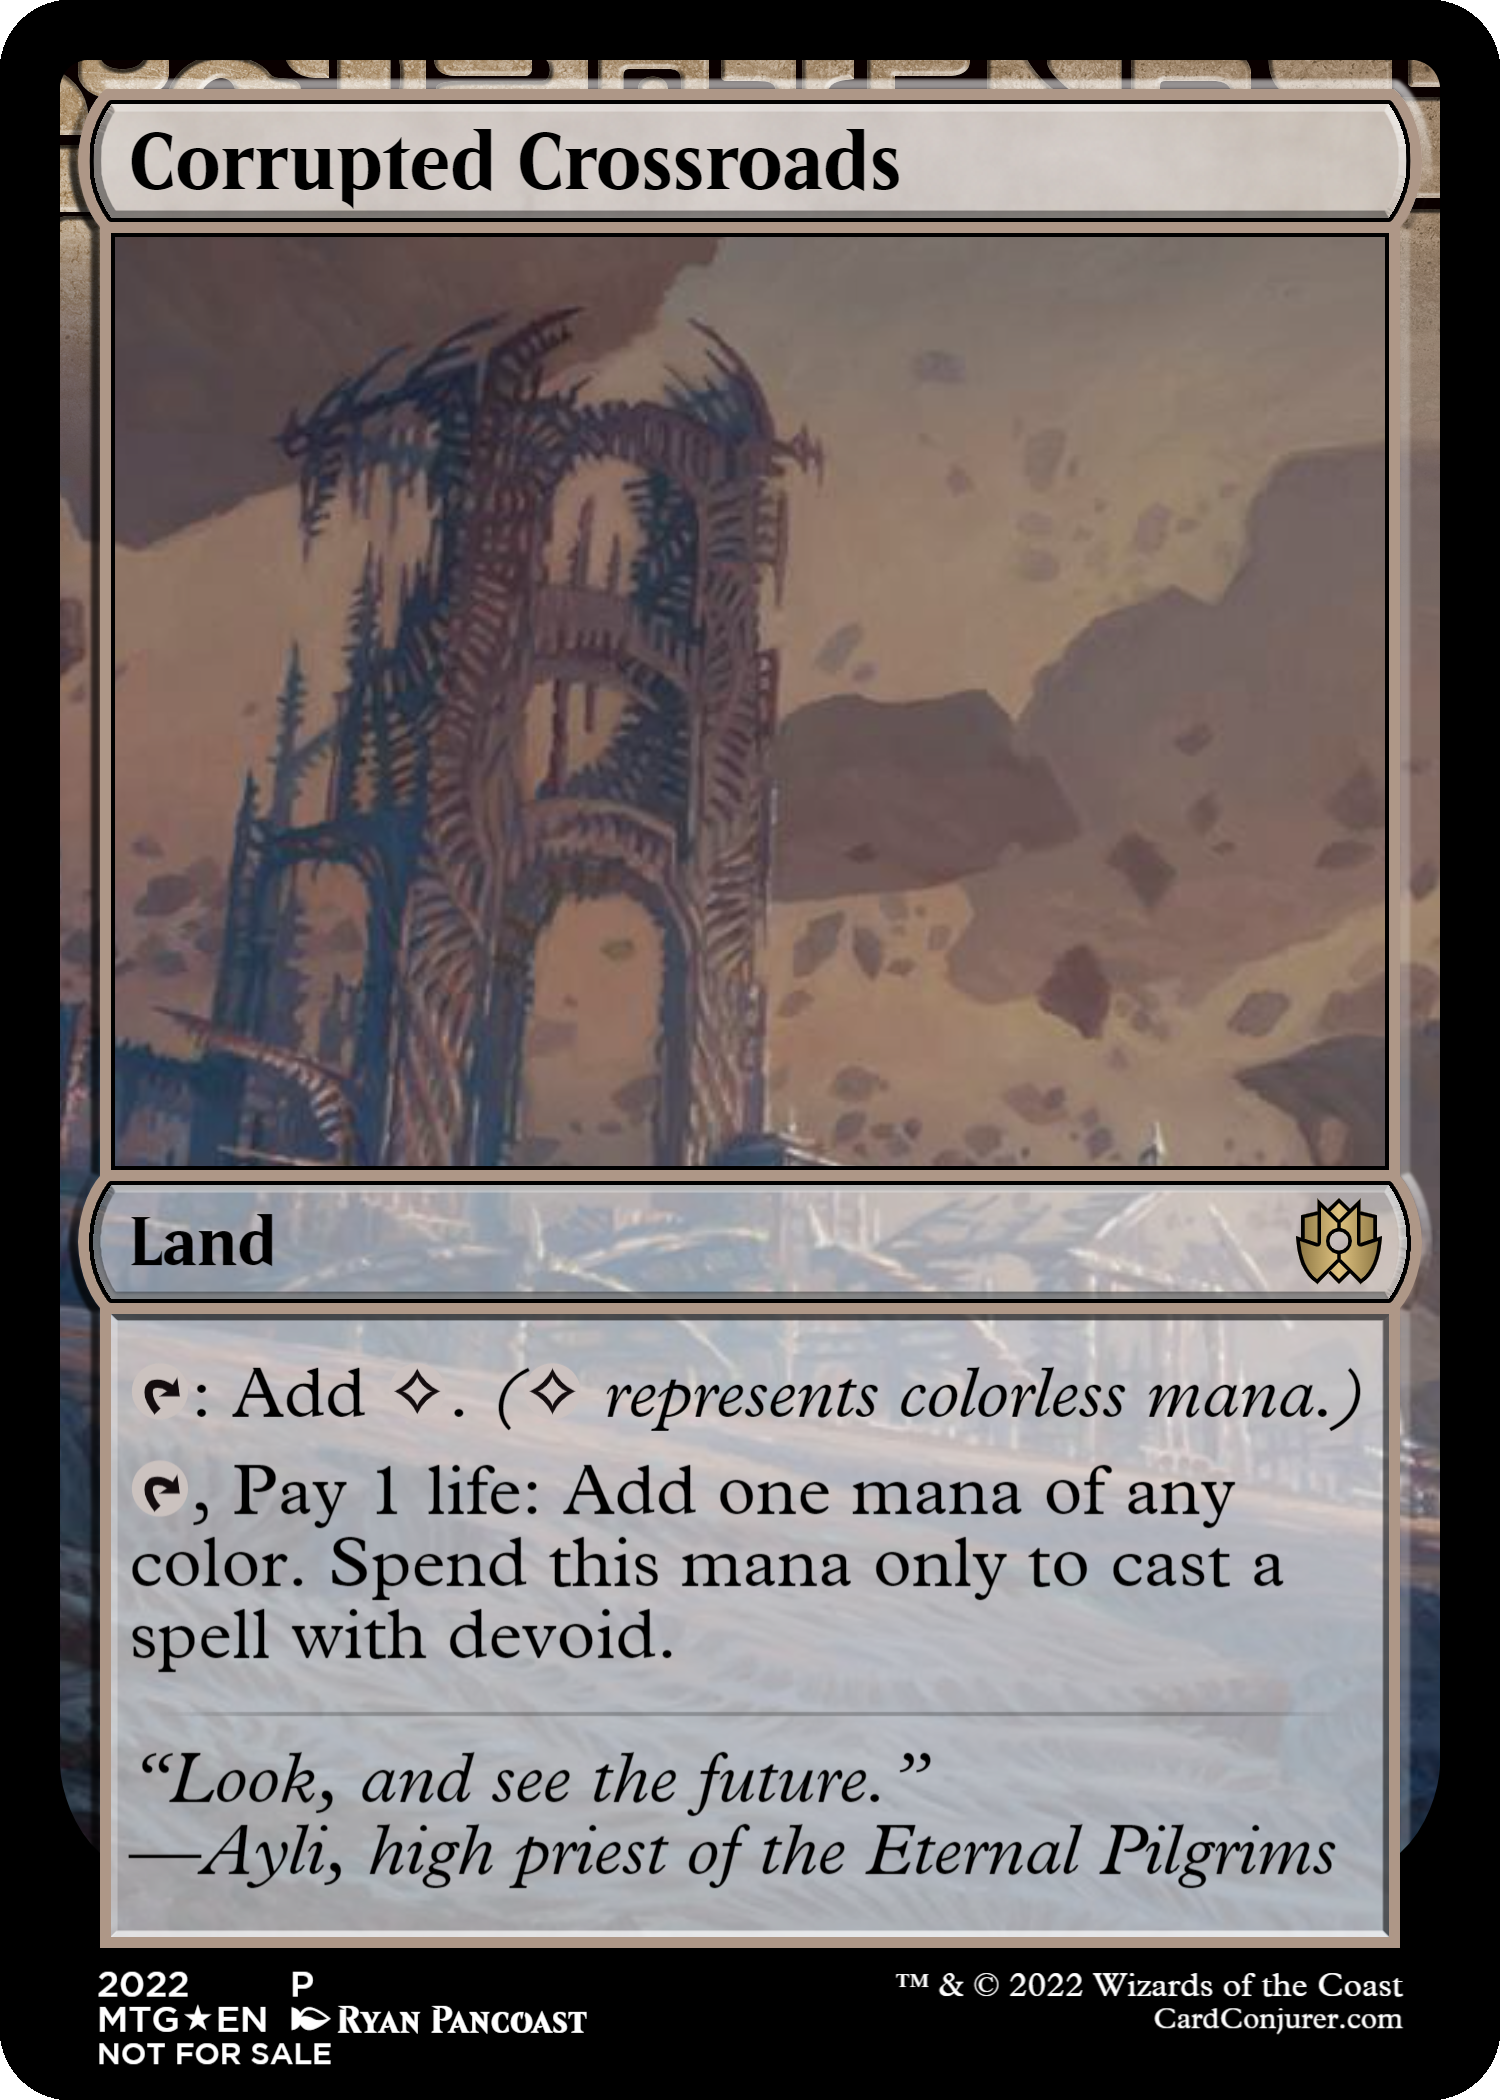 Corrupted Crossroads
Land
: Add . ( represents colorless mana.)
, Pay 1 life: Add one mana of any
color. Spend this mana only to cast a
spell with devoid.
“Look, and see the future.”
—Ayli, high priest of the Eternal Pilgrims
2022 P
MTG★EN RYAN PANCOAST
NOT FOR SALE
™ & © 2022 Wizards of the Coast
CardConjurer.com